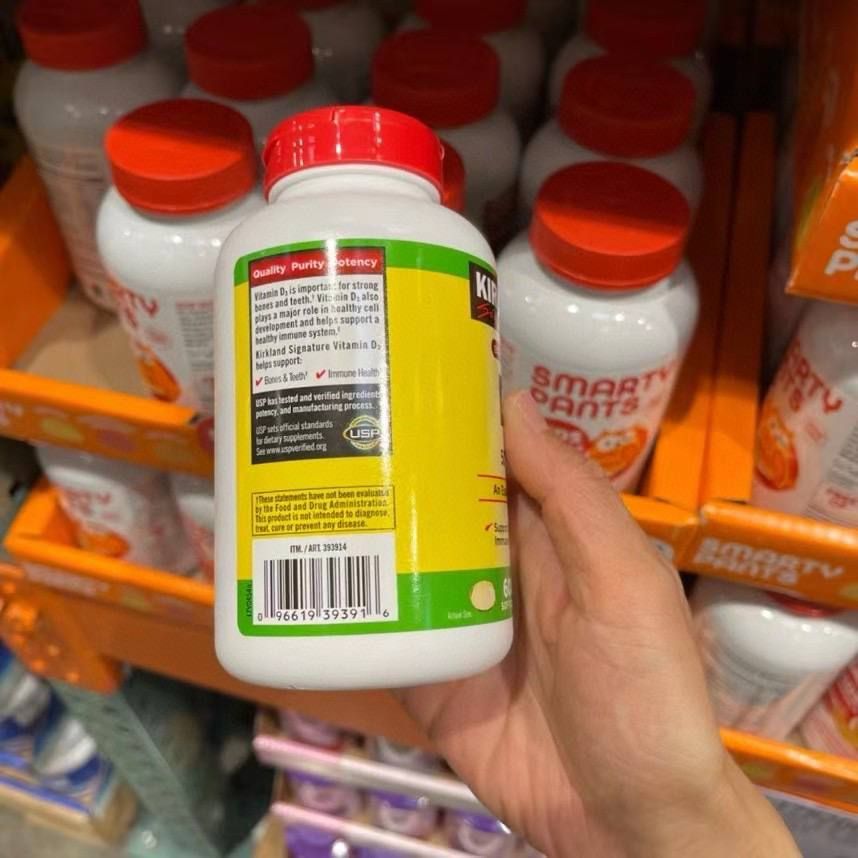 Quality Purity Potency
Vitamin D₃ is important for strong
bones and teeth.† Vitamin D₃ also
plays a major role in healthy cell
development and helps support a
healthy immune system.†
Kirkland Signature Vitamin D₃
helps support:
✓ Bones & Teeth† ✓ Immune Health†
USP has tested and verified ingredients
potency, and manufacturing process.
USP sets official standards
for dietary supplements.
See www.uspverified.org
USP
†These statements have not been evaluated
by the Food and Drug Administration.
This product is not intended to diagnose,
treat, cure or prevent any disease.
ITM. / ART. 393914
0 96619 39391 6
KIR
Actual Size
SMARTY
PANTS
SMARTY
PANTS